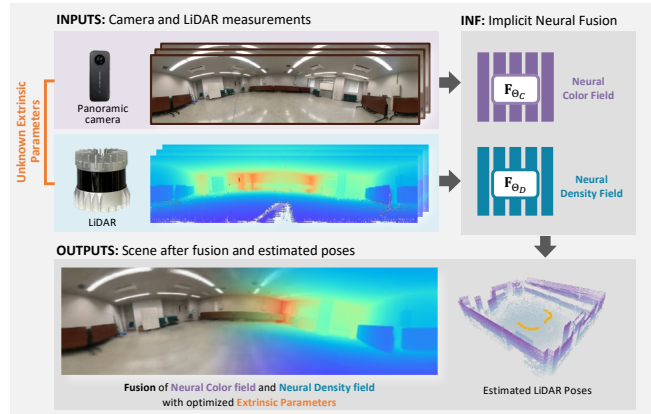 INPUTS: Camera and LiDAR measurements
INF: Implicit Neural Fusion
Unknown Extrinsic
Parameters
Panoramic
camera
LiDAR
F_Θ_C
Neural
Color Field
F_Θ_D
Neural
Density Field
OUTPUTS: Scene after fusion and estimated poses
Fusion of Neural Color field and Neural Density field
with optimized Extrinsic Parameters
Estimated LiDAR Poses